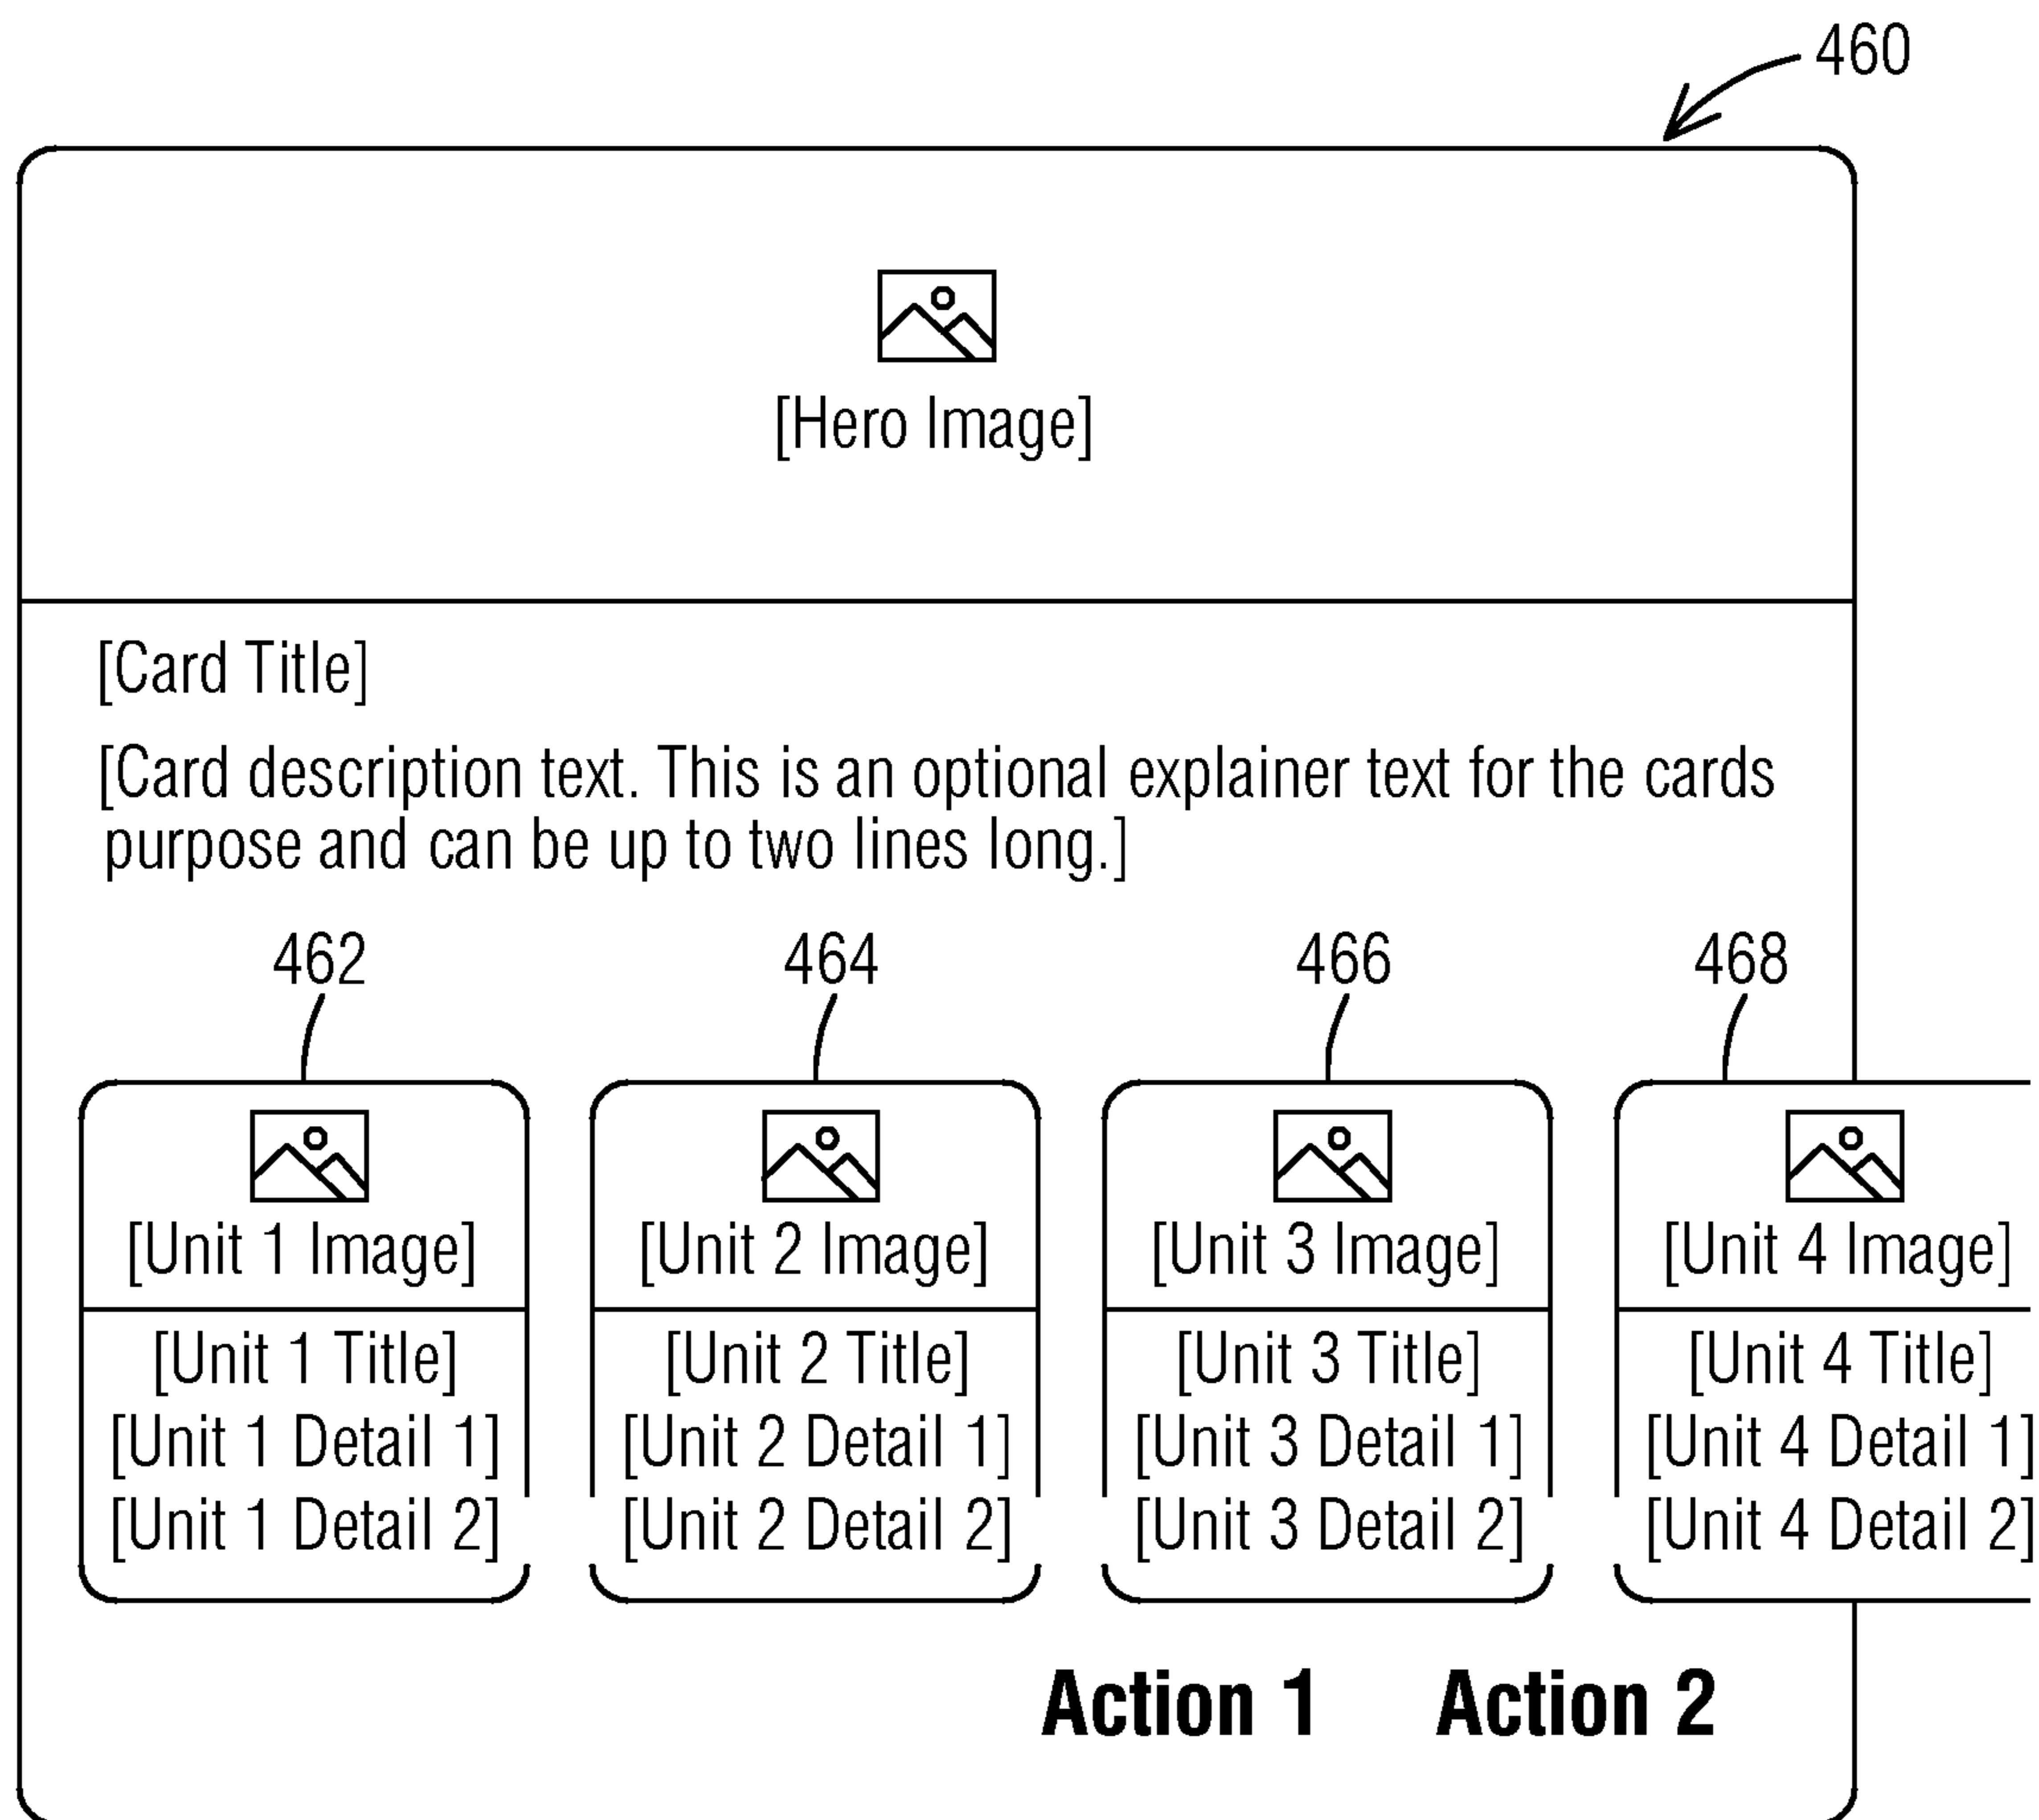 460
[Hero Image]
[Card Title]
[Card description text. This is an optional explainer text for the cards
purpose and can be up to two lines long.]
462 464 466 468
[Unit 1 Image] [Unit 2 Image] [Unit 3 Image] [Unit 4 Image]
[Unit 1 Title] [Unit 2 Title] [Unit 3 Title] [Unit 4 Title]
[Unit 1 Detail 1] [Unit 2 Detail 1] [Unit 3 Detail 1] [Unit 4 Detail 1]
[Unit 1 Detail 2] [Unit 2 Detail 2] [Unit 3 Detail 2] [Unit 4 Detail 2]
Action 1 Action 2